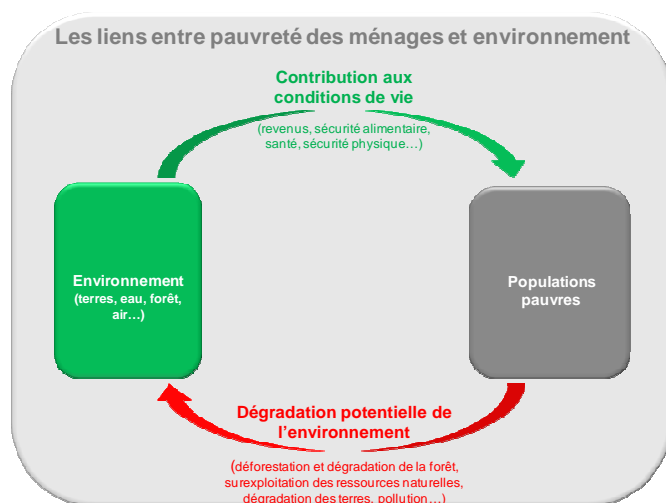 Les liens entre pauvreté des ménages et environnement
Contribution aux
conditions de vie
(revenus, sécurité alimentaire,
santé, sécurité physique…)
Environnement
(terres, eau, forêt,
air…)
Populations
pauvres
Dégradation potentielle de
l'environnement
(déforestation et dégradation de la forêt,
surexploitation des ressources naturelles,
dégradation des terres, pollution…)